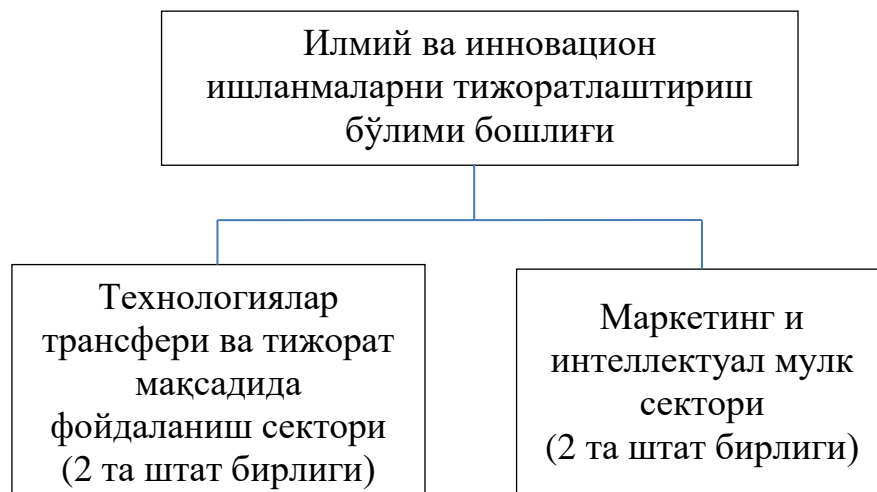 Илмий ва инновацион
ишланмаларни тижоратлаштириш
бўлими бошлиғи
Технологиялар
трансфери ва тижорат
мақсадида
фойдаланиш сектори
(2 та штат бирлиги)
Маркетинг и
интеллектуал мулк
сектори
(2 та штат бирлиги)